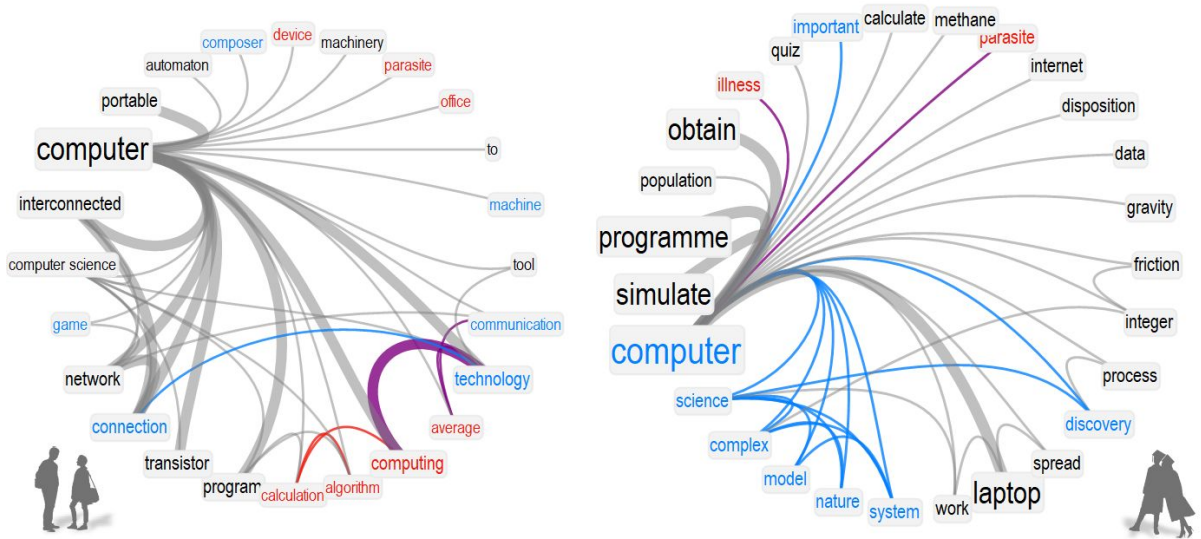 composer
device
machinery
automaton
parasite
portable
office
computer
to
interconnected
machine
computer science
tool
game
communication
network
technology
connection
average
transistor
computing
program
calculation
algorithm
important
calculate
methane
parasite
quiz
internet
illness
disposition
obtain
data
population
gravity
programme
friction
simulate
integer
computer
process
science
discovery
complex
spread
model
laptop
nature
work
system